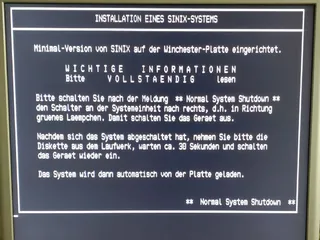 INSTALLATION EINES SINIX-SYSTEMS
Minimal-Version von SINIX auf der Winchester-Platte eingerichtet.
W I C H T I G E   I N F O R M A T I O N E N
Bitte   V O L L S T A E N D I G   lesen
Bitte schalten Sie nach der Meldung  ** Normal System Shutdown **
den Schalter an der Systemeinheit nach rechts, d.h. in Richtung
gruenes Laempchen. Damit schalten Sie das Geraet aus.
Nachdem sich das System abgeschaltet hat, nehmen Sie bitte die
Diskette aus dem Laufwerk, warten ca. 30 Sekunden und schalten
das Geraet wieder ein.
Das System wird dann automatisch von der Platte geladen.
**  Normal System Shutdown  **